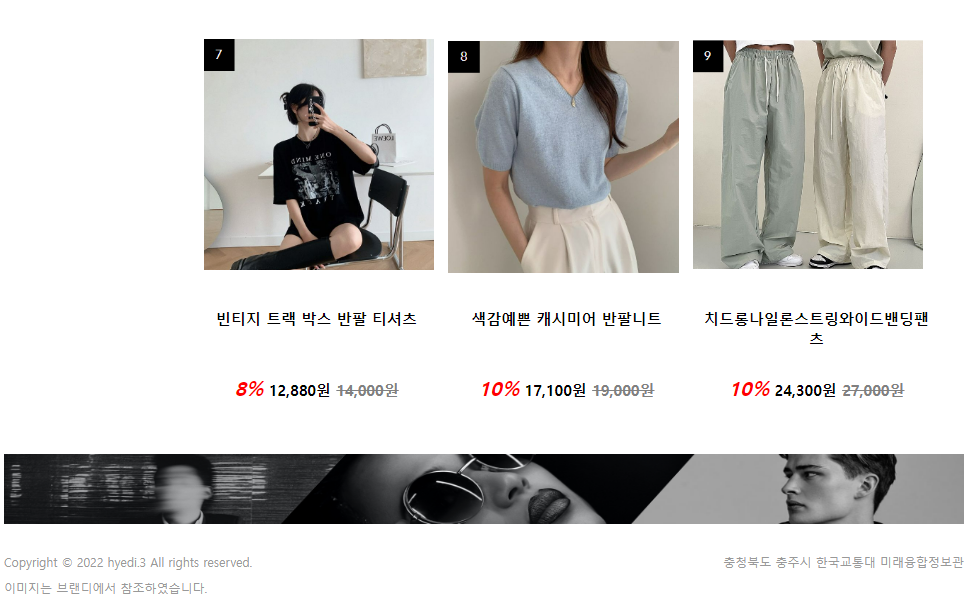 7
8
9
빈티지 트랙 박스 반팔 티셔츠
색감예쁜 캐시미어 반팔니트
치드롱나일론스트링와이드밴딩팬
츠
8% 12,880원 14,000원
10% 17,100원 19,000원
10% 24,300원 27,000원
Copyright © 2022 hyedi.3 All rights reserved.
충청북도 충주시 한국교통대 미래융합정보관
이미지는 브랜디에서 참조하였습니다.